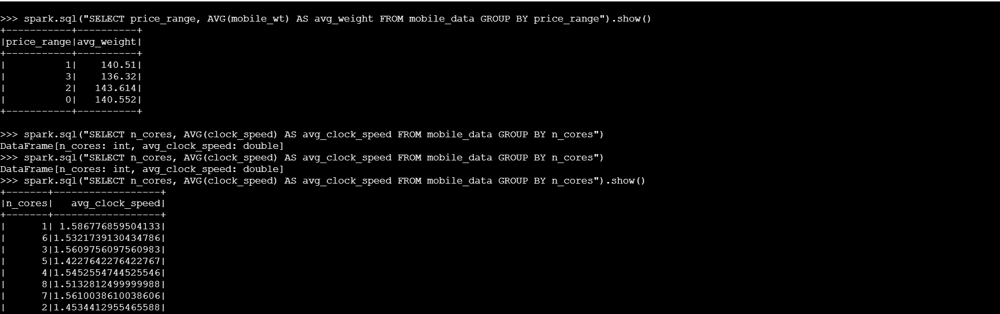 >>> spark.sql("SELECT price_range, AVG(mobile_wt) AS avg_weight FROM mobile_data GROUP BY price_range").show()
+-----------+----------+
|price_range|avg_weight|
+-----------+----------+
|          1|    140.51|
|          3|    136.32|
|          2|   143.614|
|          0|   140.552|
+-----------+----------+
>>> spark.sql("SELECT n_cores, AVG(clock_speed) AS avg_clock_speed FROM mobile_data GROUP BY n_cores")
DataFrame[n_cores: int, avg_clock_speed: double]
>>> spark.sql("SELECT n_cores, AVG(clock_speed) AS avg_clock_speed FROM mobile_data GROUP BY n_cores")
DataFrame[n_cores: int, avg_clock_speed: double]
>>> spark.sql("SELECT n_cores, AVG(clock_speed) AS avg_clock_speed FROM mobile_data GROUP BY n_cores").show()
+-------+------------------+
|n_cores|   avg_clock_speed|
+-------+------------------+
|      1| 1.586776859504133|
|      6|1.5321739130434786|
|      3|1.5609756097560983|
|      5|1.4227642276422767|
|      4|1.5452554744525546|
|      8|1.5132812499999988|
|      7|1.5610038610038606|
|      2|1.4534412955465588|